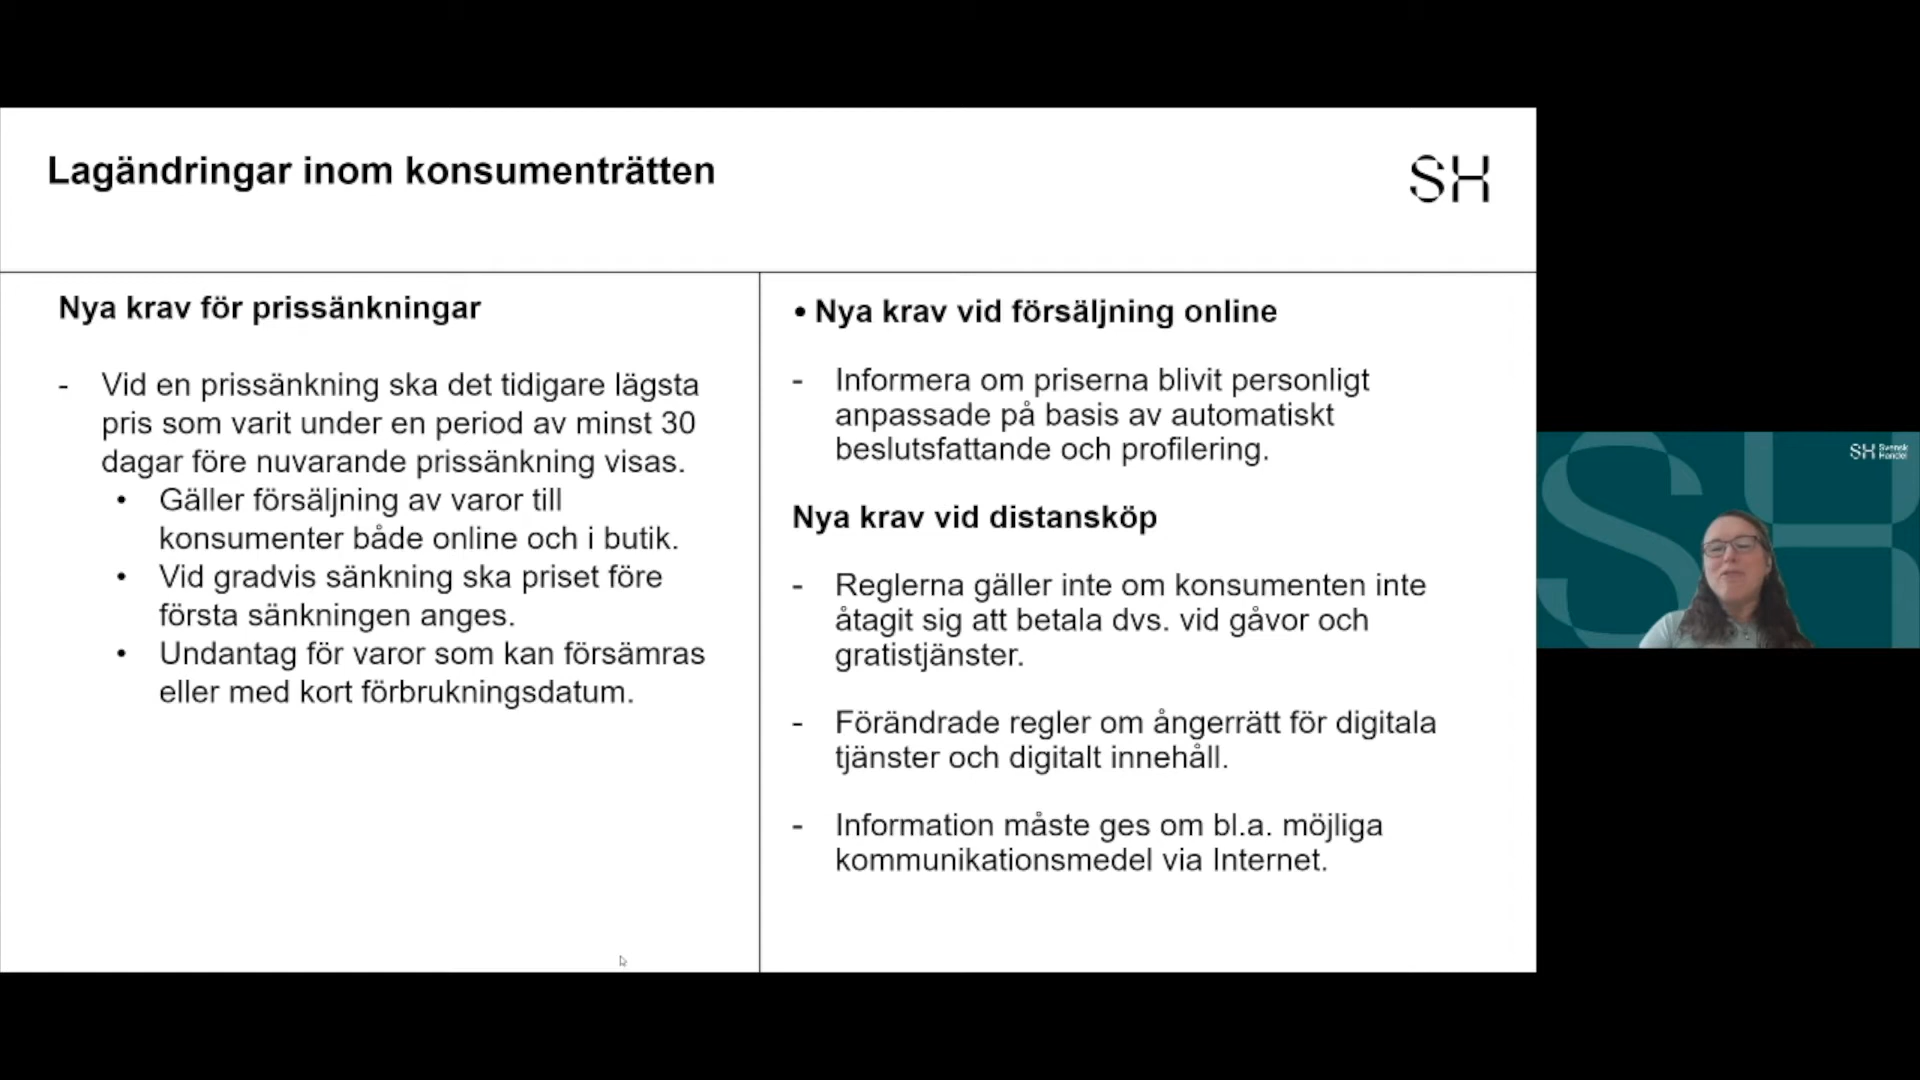 Lagändringar inom konsumenträtten
SH
Nya krav för prissänkningar
- Vid en prissänkning ska det tidigare lägsta
pris som varit under en period av minst 30
dagar före nuvarande prissänkning visas.
• Gäller försäljning av varor till
konsumenter både online och i butik.
• Vid gradvis sänkning ska priset före
första sänkningen anges.
• Undantag för varor som kan försämras
eller med kort förbrukningsdatum.
• Nya krav vid försäljning online
- Informera om priserna blivit personligt
anpassade på basis av automatiskt
beslutsfattande och profilering.
Nya krav vid distansköp
- Reglerna gäller inte om konsumenten inte
åtagit sig att betala dvs. vid gåvor och
gratistjänster.
- Förändrade regler om ångerrätt för digitala
tjänster och digitalt innehåll.
- Information måste ges om bl.a. möjliga
kommunikationsmedel via Internet.
SH Svensk
Handel
SH